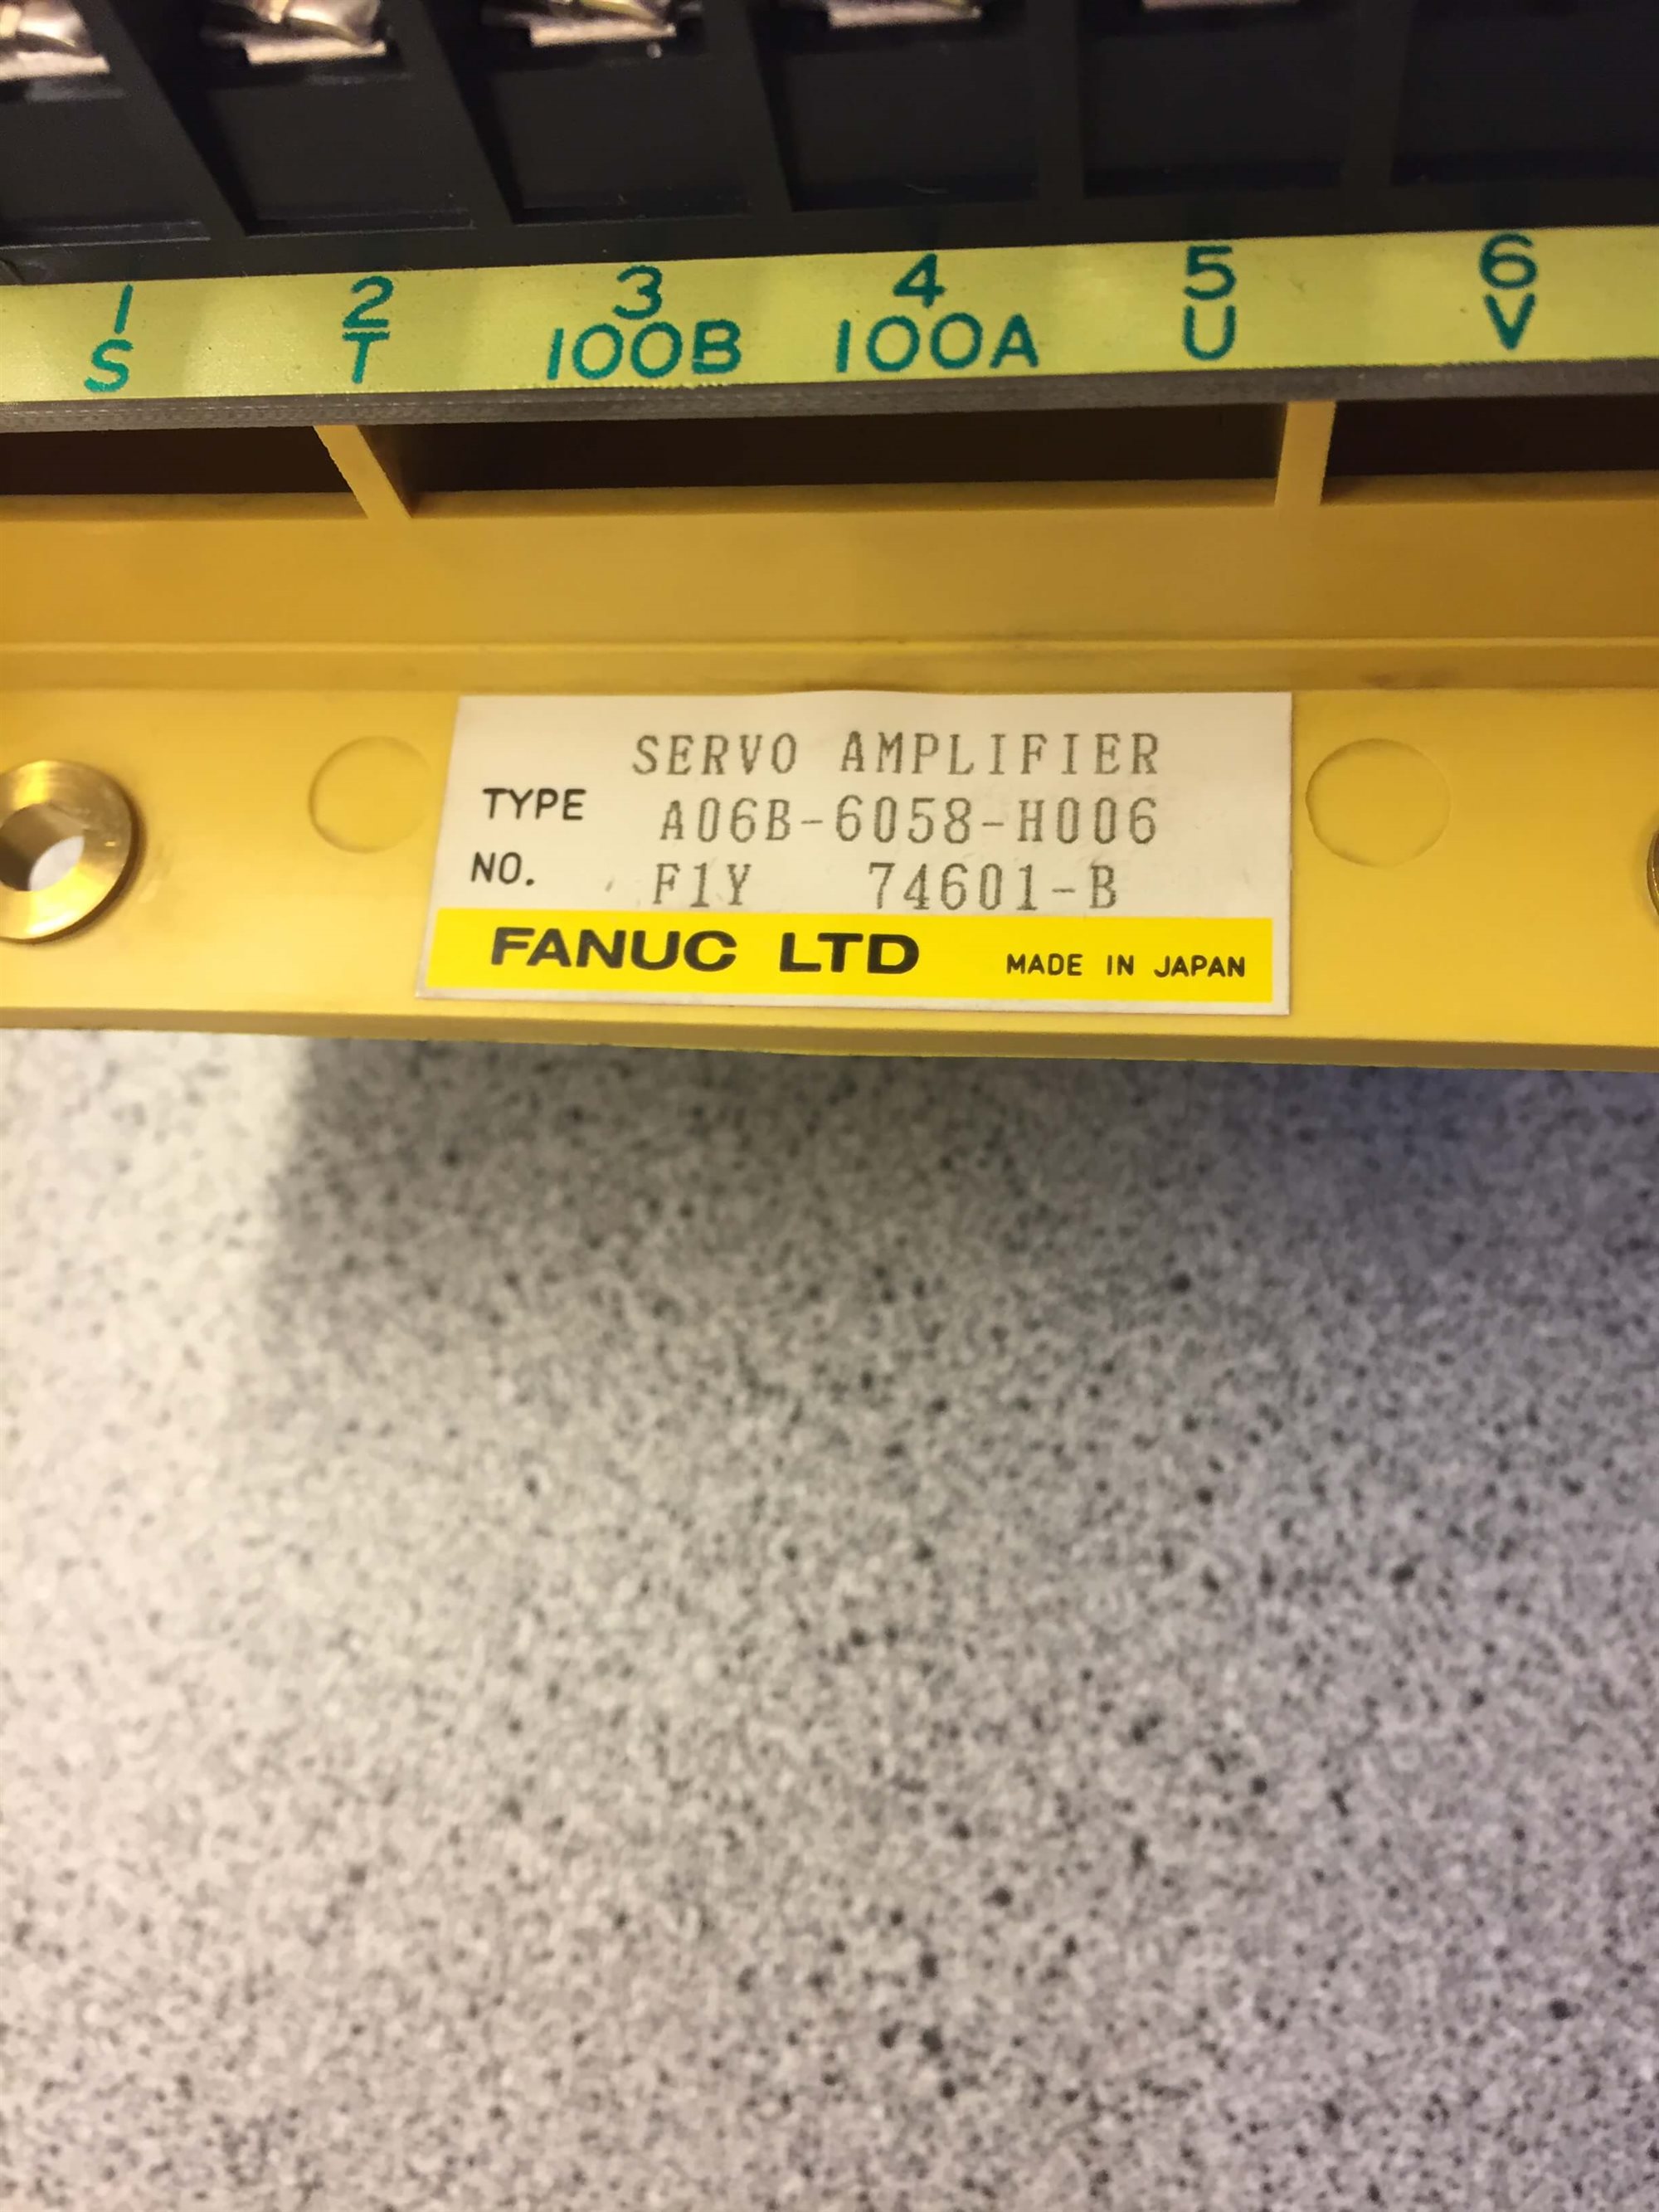 1 2 3 4 5 6
S T 100B 100A U V
SERVO AMPLIFIER
TYPE A06B-6058-H006
NO. F1Y 74601-B
FANUC LTD MADE IN JAPAN